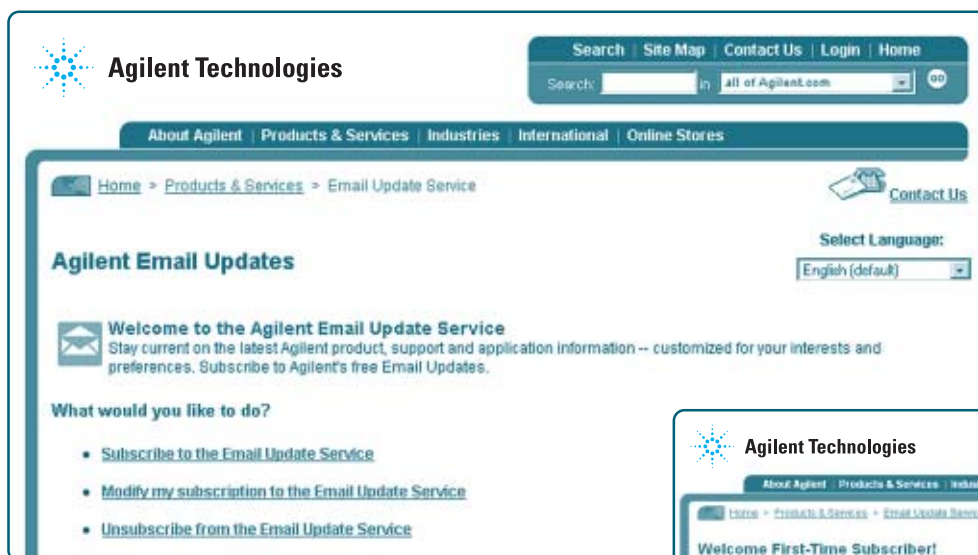 Agilent Technologies
Search | Site Map | Contact Us | Login | Home
Search: in all of Agilent.com GO
About Agilent | Products & Services | Industries | International | Online Stores
Home > Products & Services > Email Update Service
Contact Us
Select Language:
English (default)
Agilent Email Updates
Welcome to the Agilent Email Update Service
Stay current on the latest Agilent product, support and application information -- customized for your interests and
preferences. Subscribe to Agilent's free Email Updates.
What would you like to do?
• Subscribe to the Email Update Service
• Modify my subscription to the Email Update Service
• Unsubscribe from the Email Update Service
Agilent Technologies
About Agilent | Products & Services |
Home > Products & Services > Email Update
Welcome First-Time Subscriber!